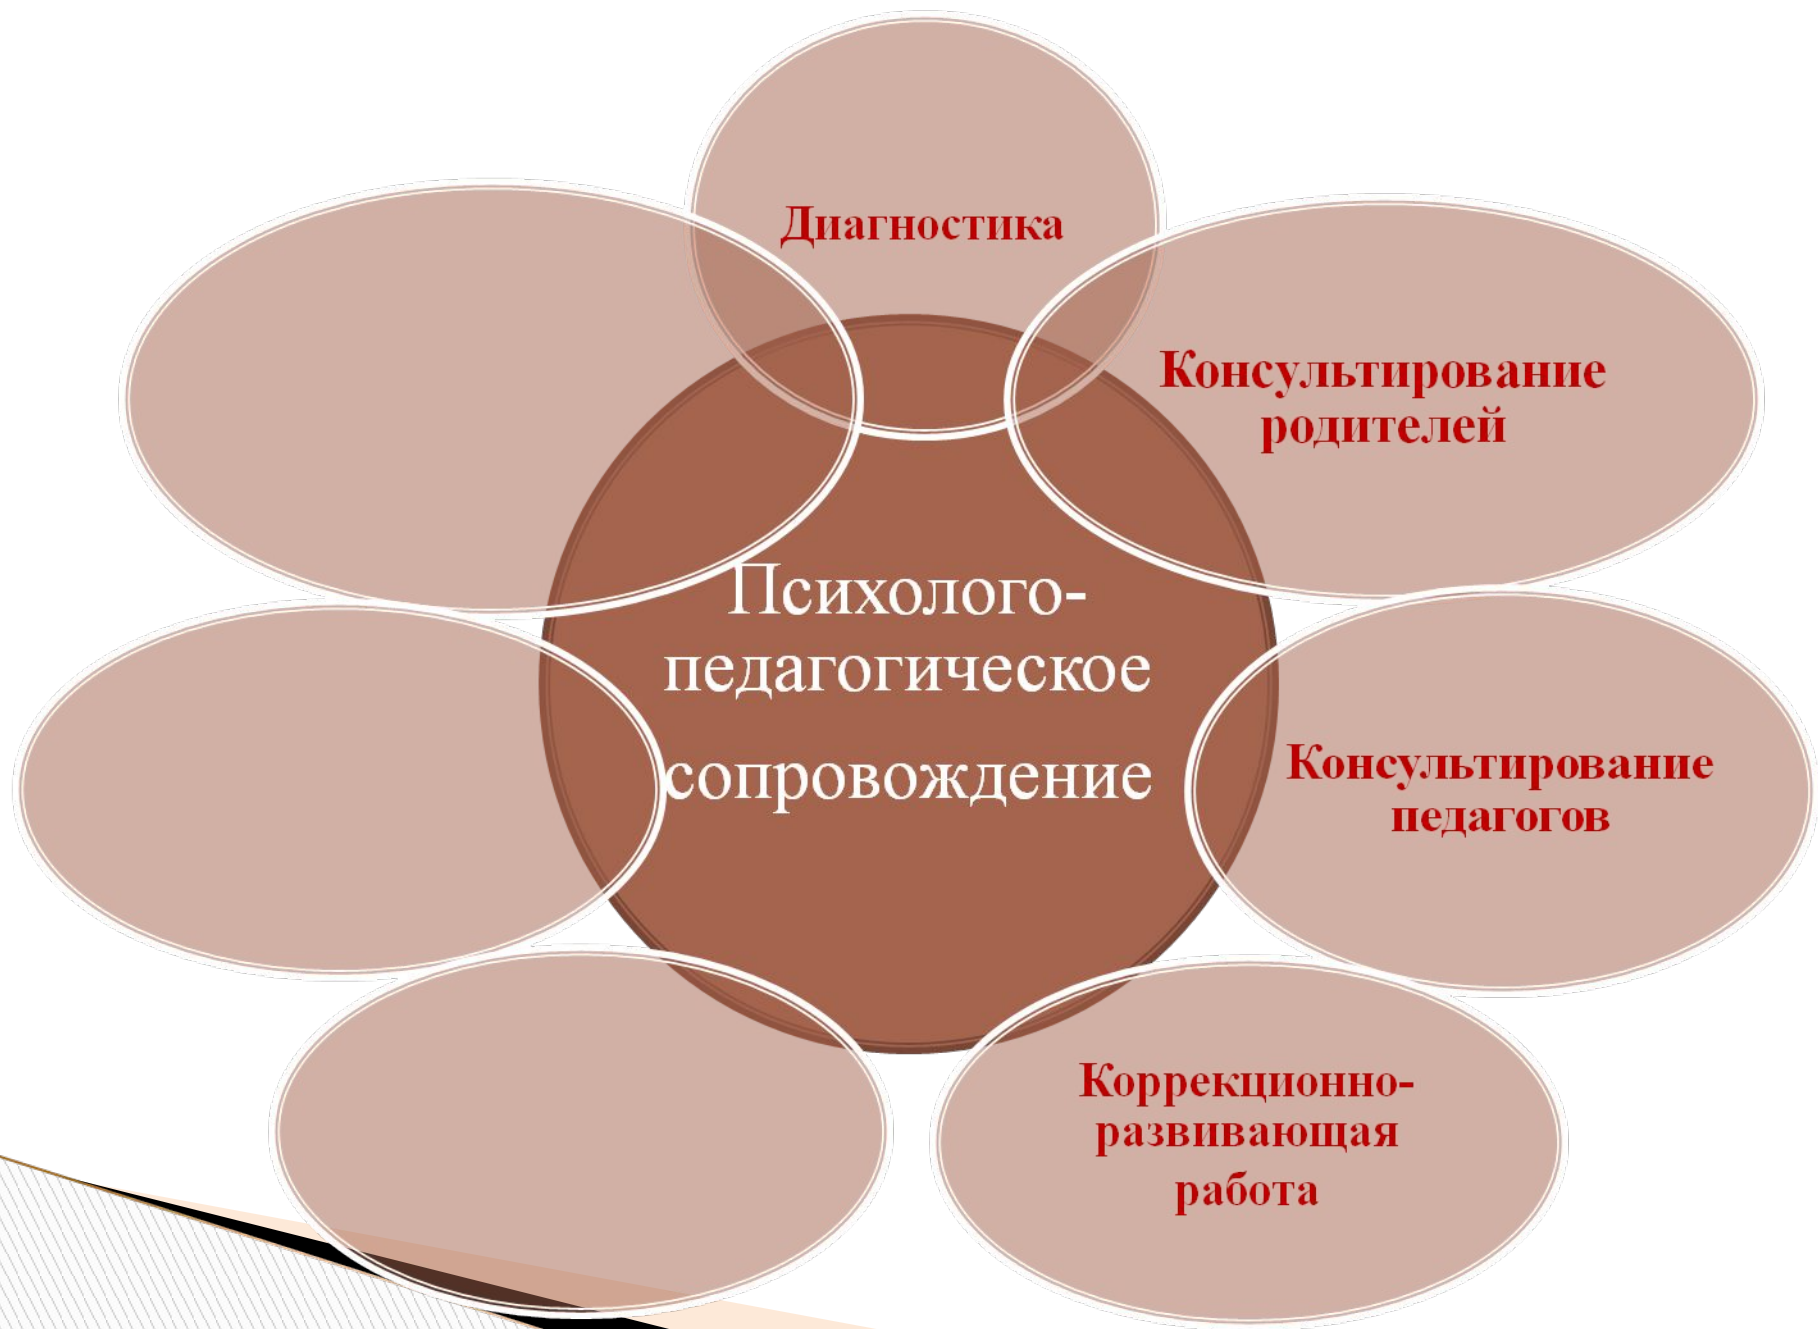 Диагностика
Консультирование
родителей
Психолого-
педагогическое
сопровождение
Консультирование
педагогов
Коррекционно-
развивающая
работа